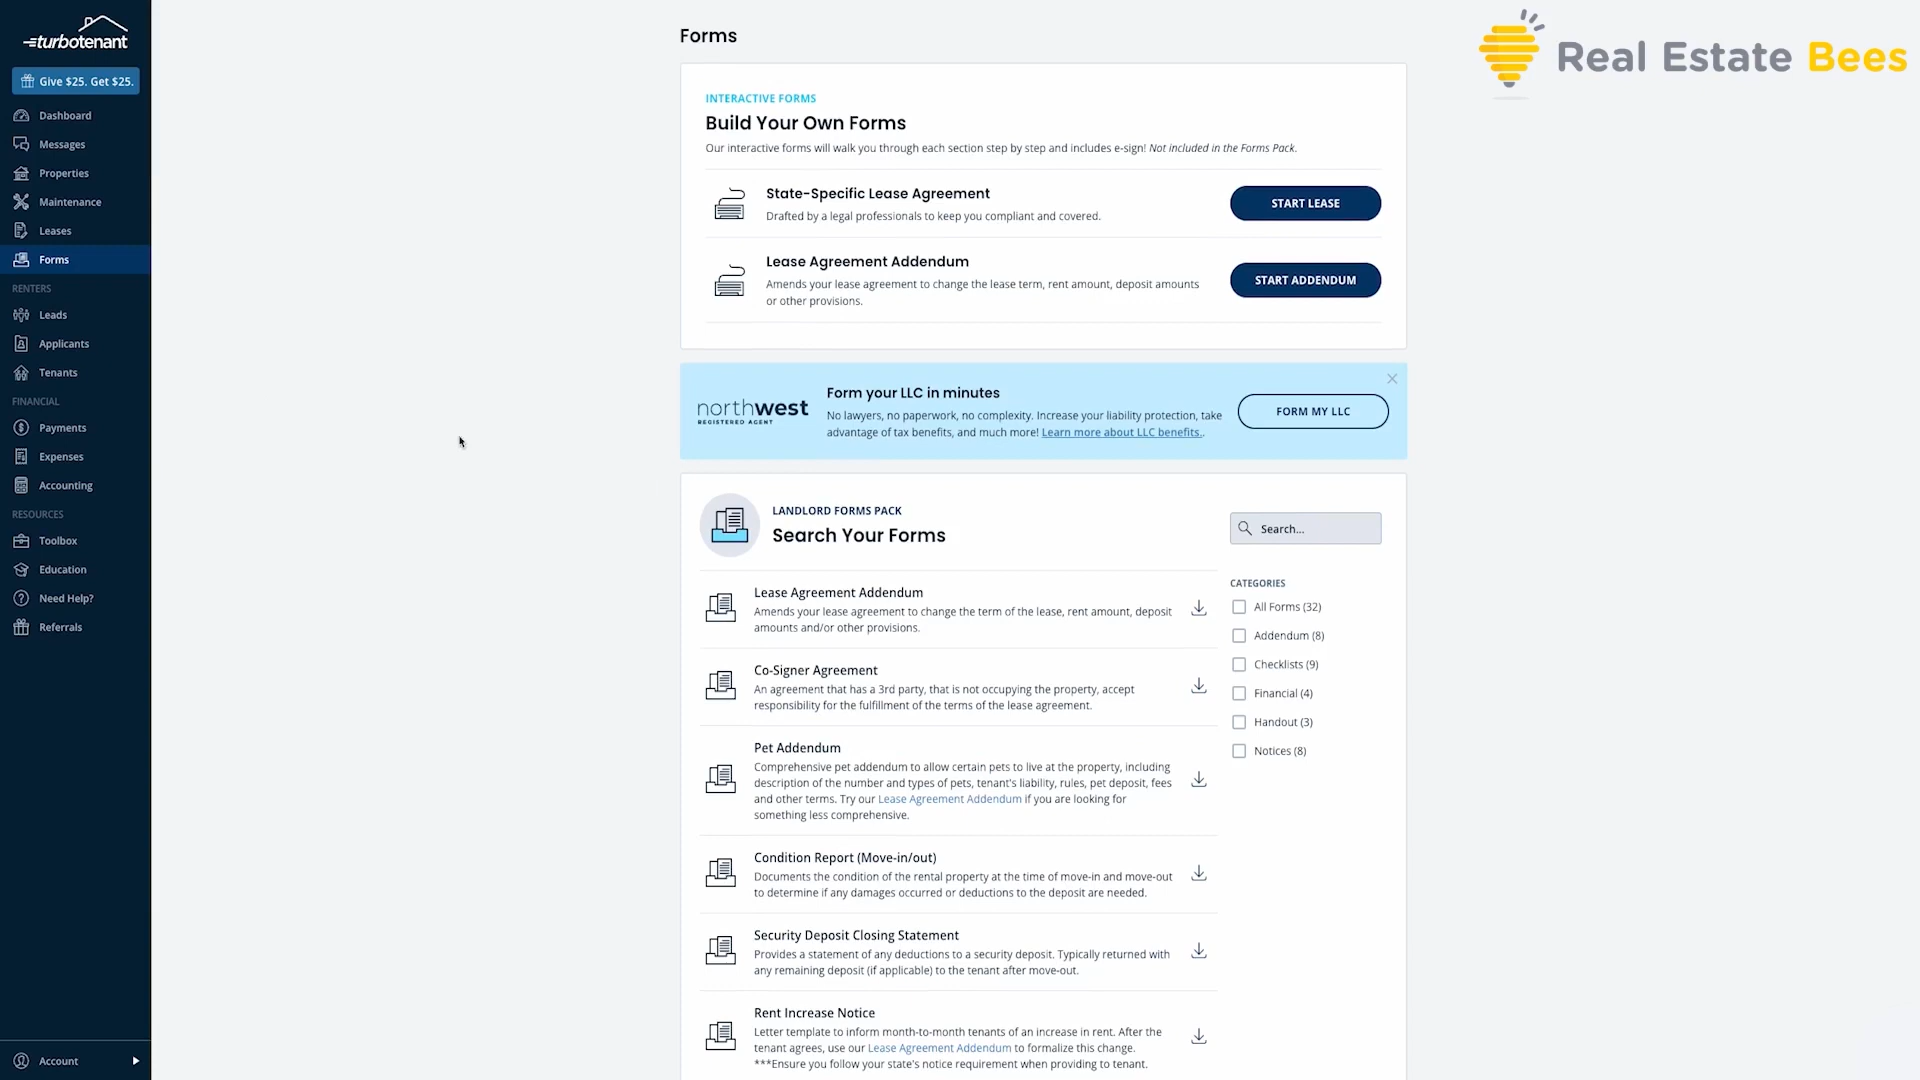 turbotenant
Give $25. Get $25.
Dashboard
Messages
Properties
Maintenance
Leases
Forms
RENTERS
Leads
Applicants
Tenants
FINANCIAL
Payments
Expenses
Accounting
RESOURCES
Toolbox
Education
Need Help?
Referrals
Account
Forms
Real Estate Bees
INTERACTIVE FORMS
Build Your Own Forms
Our interactive forms will walk you through each section step by step and includes e-sign! Not included in the Forms Pack.
State-Specific Lease Agreement
Drafted by a legal professionals to keep you compliant and covered.
START LEASE
Lease Agreement Addendum
Amends your lease agreement to change the lease term, rent amount, deposit amounts
or other provisions.
START ADDENDUM
northwest
REGISTERED AGENT
Form your LLC in minutes
No lawyers, no paperwork, no complexity. Increase your liability protection, take
advantage of tax benefits, and much more! Learn more about LLC benefits..
FORM MY LLC
LANDLORD FORMS PACK
Search Your Forms
Search...
Lease Agreement Addendum
Amends your lease agreement to change the term of the lease, rent amount, deposit
amounts and/or other provisions.
Co-Signer Agreement
An agreement that has a 3rd party, that is not occupying the property, accept
responsibility for the fulfillment of the terms of the lease agreement.
Pet Addendum
Comprehensive pet addendum to allow certain pets to live at the property, including
description of the number and types of pets, tenant's liability, rules, pet deposit, fees
and other terms. Try our Lease Agreement Addendum if you are looking for
something less comprehensive.
Condition Report (Move-in/out)
Documents the condition of the rental property at the time of move-in and move-out
to determine if any damages occurred or deductions to the deposit are needed.
Security Deposit Closing Statement
Provides a statement of any deductions to a security deposit. Typically returned with
any remaining deposit (if applicable) to the tenant after move-out.
Rent Increase Notice
Letter template to inform month-to-month tenants of an increase in rent. After the
tenant agrees, use our Lease Agreement Addendum to formalize this change.
***Ensure you follow your state's notice requirement when providing to tenant.
CATEGORIES
All Forms (32)
Addendum (8)
Checklists (9)
Financial (4)
Handout (3)
Notices (8)